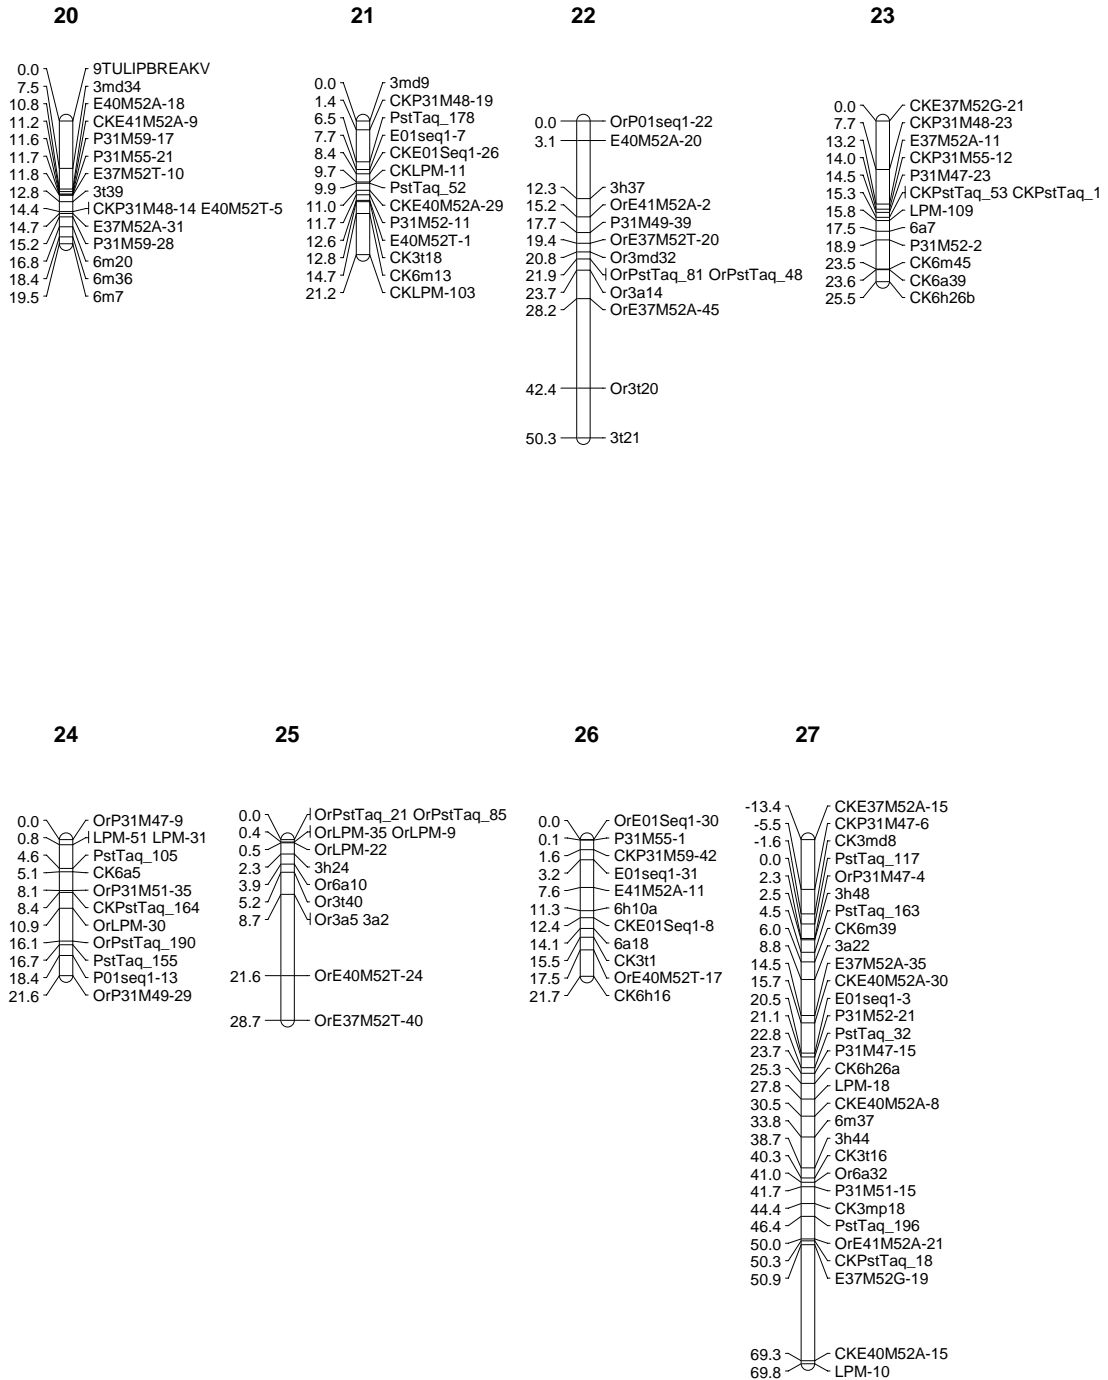 20
0.0 9TULIPBREAKV
7.5 3md34
10.8 E40M52A-18
11.2 CKE41M52A-9
11.6 P31M59-17
11.7 P31M55-21
11.8 E37M52T-10
12.8 3t39
14.4 CKP31M48-14 E40M52T-5
14.7 E37M52A-31
15.2 P31M59-28
16.8 6m20
18.4 6m36
19.5 6m7
21
0.0 3md9
1.4 CKP31M48-19
6.5 PstTaq_178
7.7 E01seq1-7
8.4 CKE01Seq1-26
9.7 CKLPM-11
9.9 PstTaq_52
11.0 CKE40M52A-29
11.7 P31M52-11
12.6 E40M52T-1
12.8 CK3t18
14.7 CK6m13
21.2 CKLPM-103
22
0.0 OrP01seq1-22
3.1 E40M52A-20
12.3 3h37
15.2 OrE41M52A-2
17.7 P31M49-39
19.4 OrE37M52T-20
20.8 Or3md32
21.9 OrPstTaq_81 OrPstTaq_48
23.7 Or3a14
28.2 OrE37M52A-45
42.4 Or3t20
50.3 3t21
23
0.0 CKE37M52G-21
7.7 CKP31M48-23
13.2 E37M52A-11
14.0 CKP31M55-12
14.5 P31M47-23
15.3 CKPstTaq_53 CKPstTaq_1
15.8 LPM-109
17.5 6a7
18.9 P31M52-2
23.5 CK6m45
23.6 CK6a39
25.5 CK6h26b
24
0.0 OrP31M47-9
0.8 LPM-51 LPM-31
4.6 PstTaq_105
5.1 CK6a5
8.1 OrP31M51-35
8.4 CKPstTaq_164
10.9 OrLPM-30
16.1 OrPstTaq_190
16.7 PstTaq_155
18.4 P01seq1-13
21.6 OrP31M49-29
25
0.0 OrPstTaq_21 OrPstTaq_85
0.4 OrLPM-35 OrLPM-9
0.5 OrLPM-22
2.3 3h24
3.9 Or6a10
5.2 Or3t40
8.7 Or3a5 3a2
21.6 OrE40M52T-24
28.7 OrE37M52T-40
26
0.0 OrE01Seq1-30
0.1 P31M55-1
1.6 CKP31M59-42
3.2 E01seq1-31
7.6 E41M52A-11
11.3 6h10a
12.4 CKE01Seq1-8
14.1 6a18
15.5 CK3t1
17.5 OrE40M52T-17
21.7 CK6h16
27
-13.4 CKE37M52A-15
-5.5 CKP31M47-6
-1.6 CK3md8
0.0 PstTaq_117
2.3 OrP31M47-4
2.5 3h48
4.5 PstTaq_163
6.0 CK6m39
8.8 3a22
14.5 E37M52A-35
15.7 CKE40M52A-30
20.5 E01seq1-3
21.1 P31M52-21
22.8 PstTaq_32
23.7 P31M47-15
25.3 CK6h26a
27.8 LPM-18
30.5 CKE40M52A-8
33.8 6m37
38.7 3h44
40.3 CK3t16
41.0 Or6a32
41.7 P31M51-15
44.4 CK3mp18
46.4 PstTaq_196
50.0 OrE41M52A-21
50.3 CKPstTaq_18
50.9 E37M52G-19
69.3 CKE40M52A-15
69.8 LPM-10